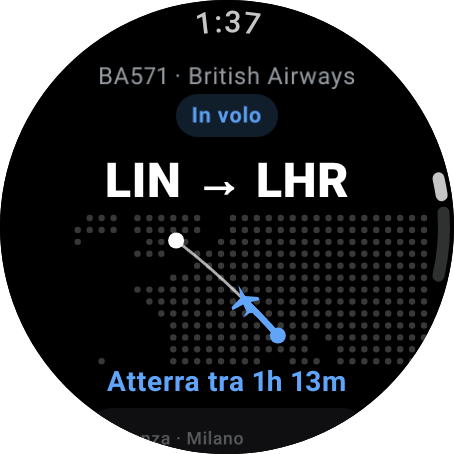 1:37
BA571 · British Airways
In volo
LIN → LHR
Atterra tra 1h 13m
· Milano